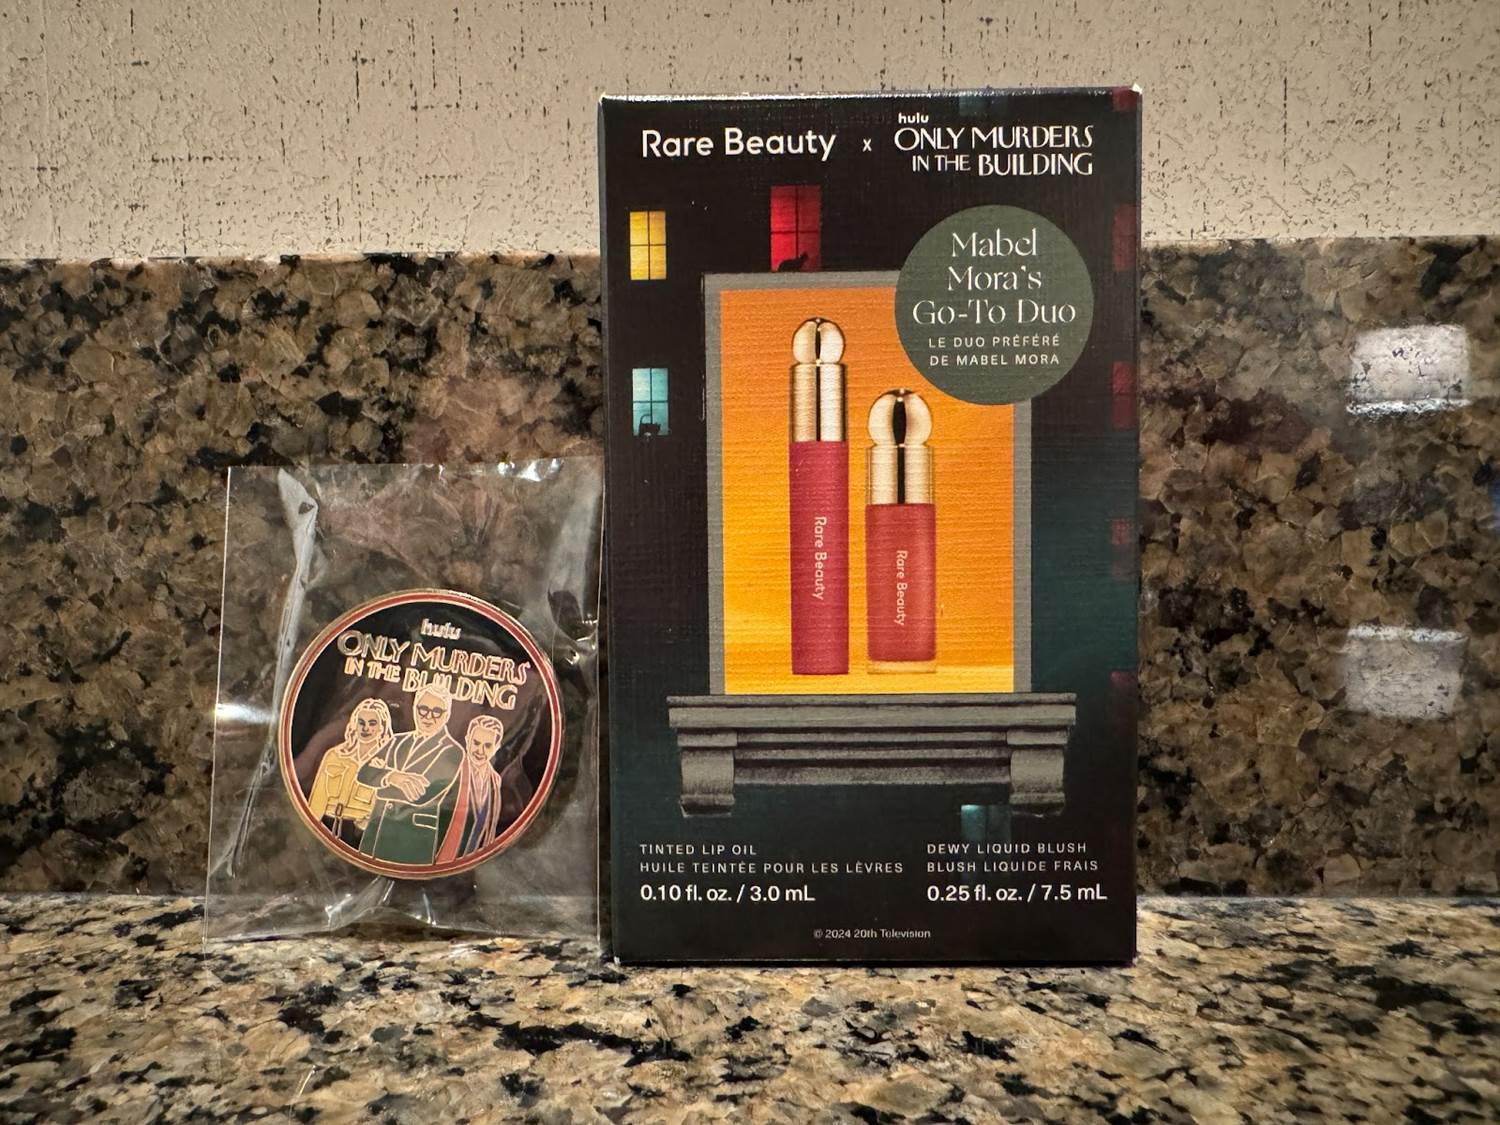 Rare Beauty x hulu
ONLY MURDERS
IN THE BUILDING
Mabel
Mora's
Go-To Duo
LE DUO PRÉFÉRÉ
DE MABEL MORA
Rare Beauty
Rare Beauty
TINTED LIP OIL
HUILE TEINTÉE POUR LES LÈVRES
0.10 fl. oz. / 3.0 mL
DEWY LIQUID BLUSH
BLUSH LIQUIDE FRAIS
0.25 fl. oz. / 7.5 mL
© 2024 20th Television
hulu
ONLY MURDERS
IN THE BUILDING